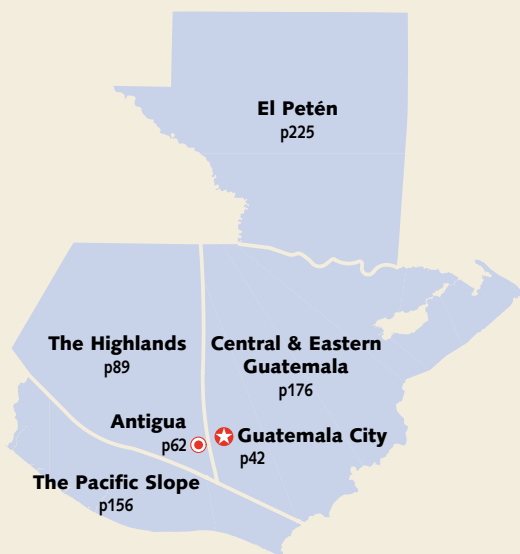 El Petén
p225
The Highlands
p89
Central & Eastern
Guatemala
p176
Antigua
p62
Guatemala City
p42
The Pacific Slope
p156